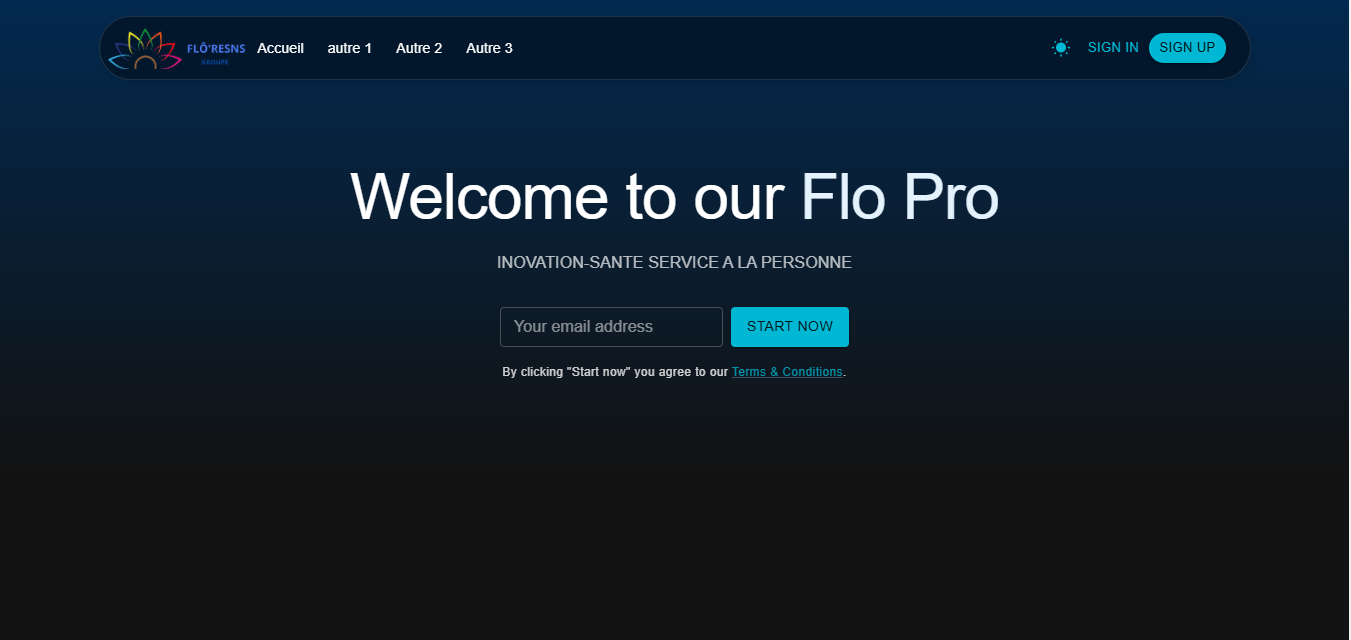 FLÔ'RESNS
GROUPE
Accueil autre 1 Autre 2 Autre 3
SIGN IN SIGN UP
Welcome to our Flo Pro
INOVATION-SANTE SERVICE A LA PERSONNE
Your email address START NOW
By clicking "Start now" you agree to our Terms & Conditions.